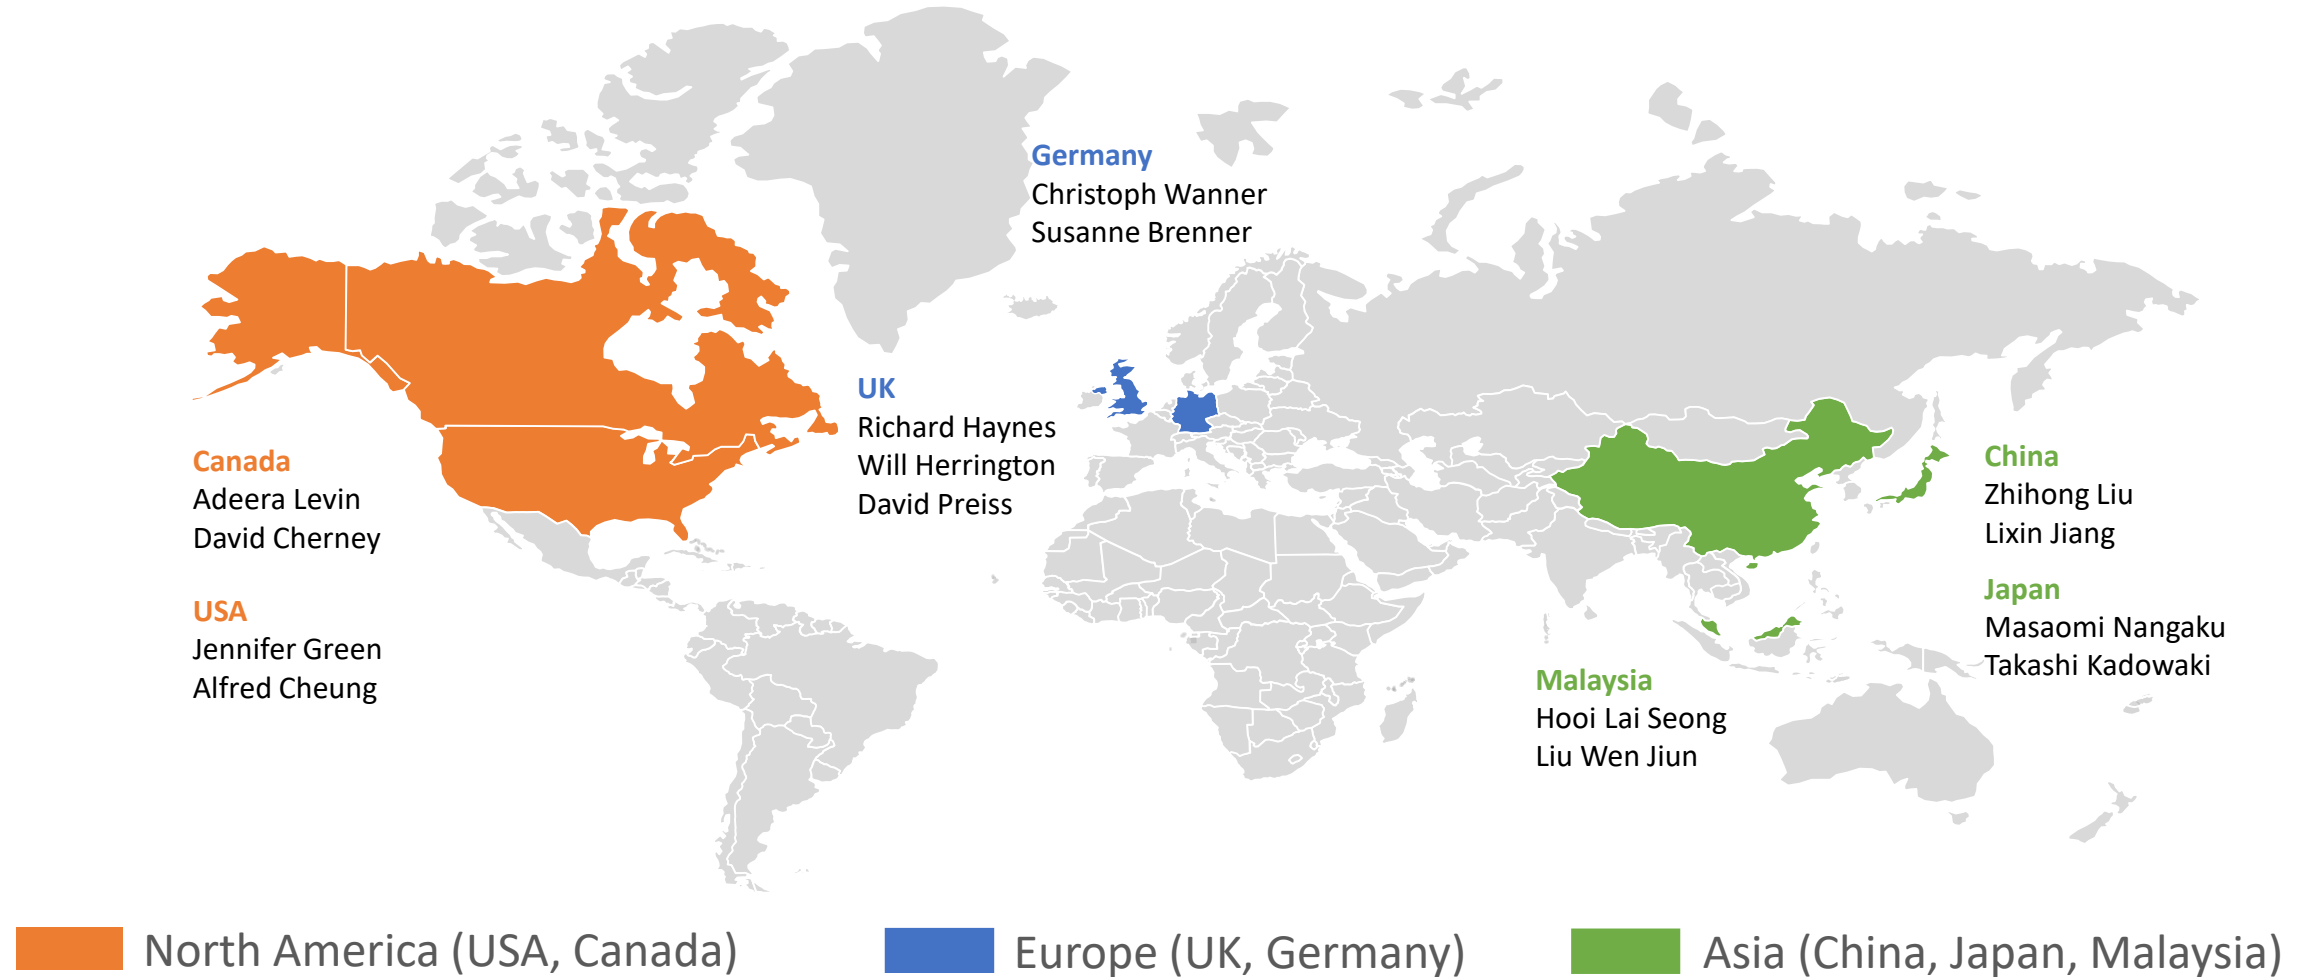 Germany
Christoph Wanner
Susanne Brenner
UK
Richard Haynes
Will Herrington
David Preiss
Canada
Adeera Levin
David Cherney
USA
Jennifer Green
Alfred Cheung
China
Zhihong Liu
Lixin Jiang
Japan
Masaomi Nangaku
Takashi Kadowaki
Malaysia
Hooi Lai Seong
Liu Wen Jiun
North America (USA, Canada)
Europe (UK, Germany)
Asia (China, Japan, Malaysia)